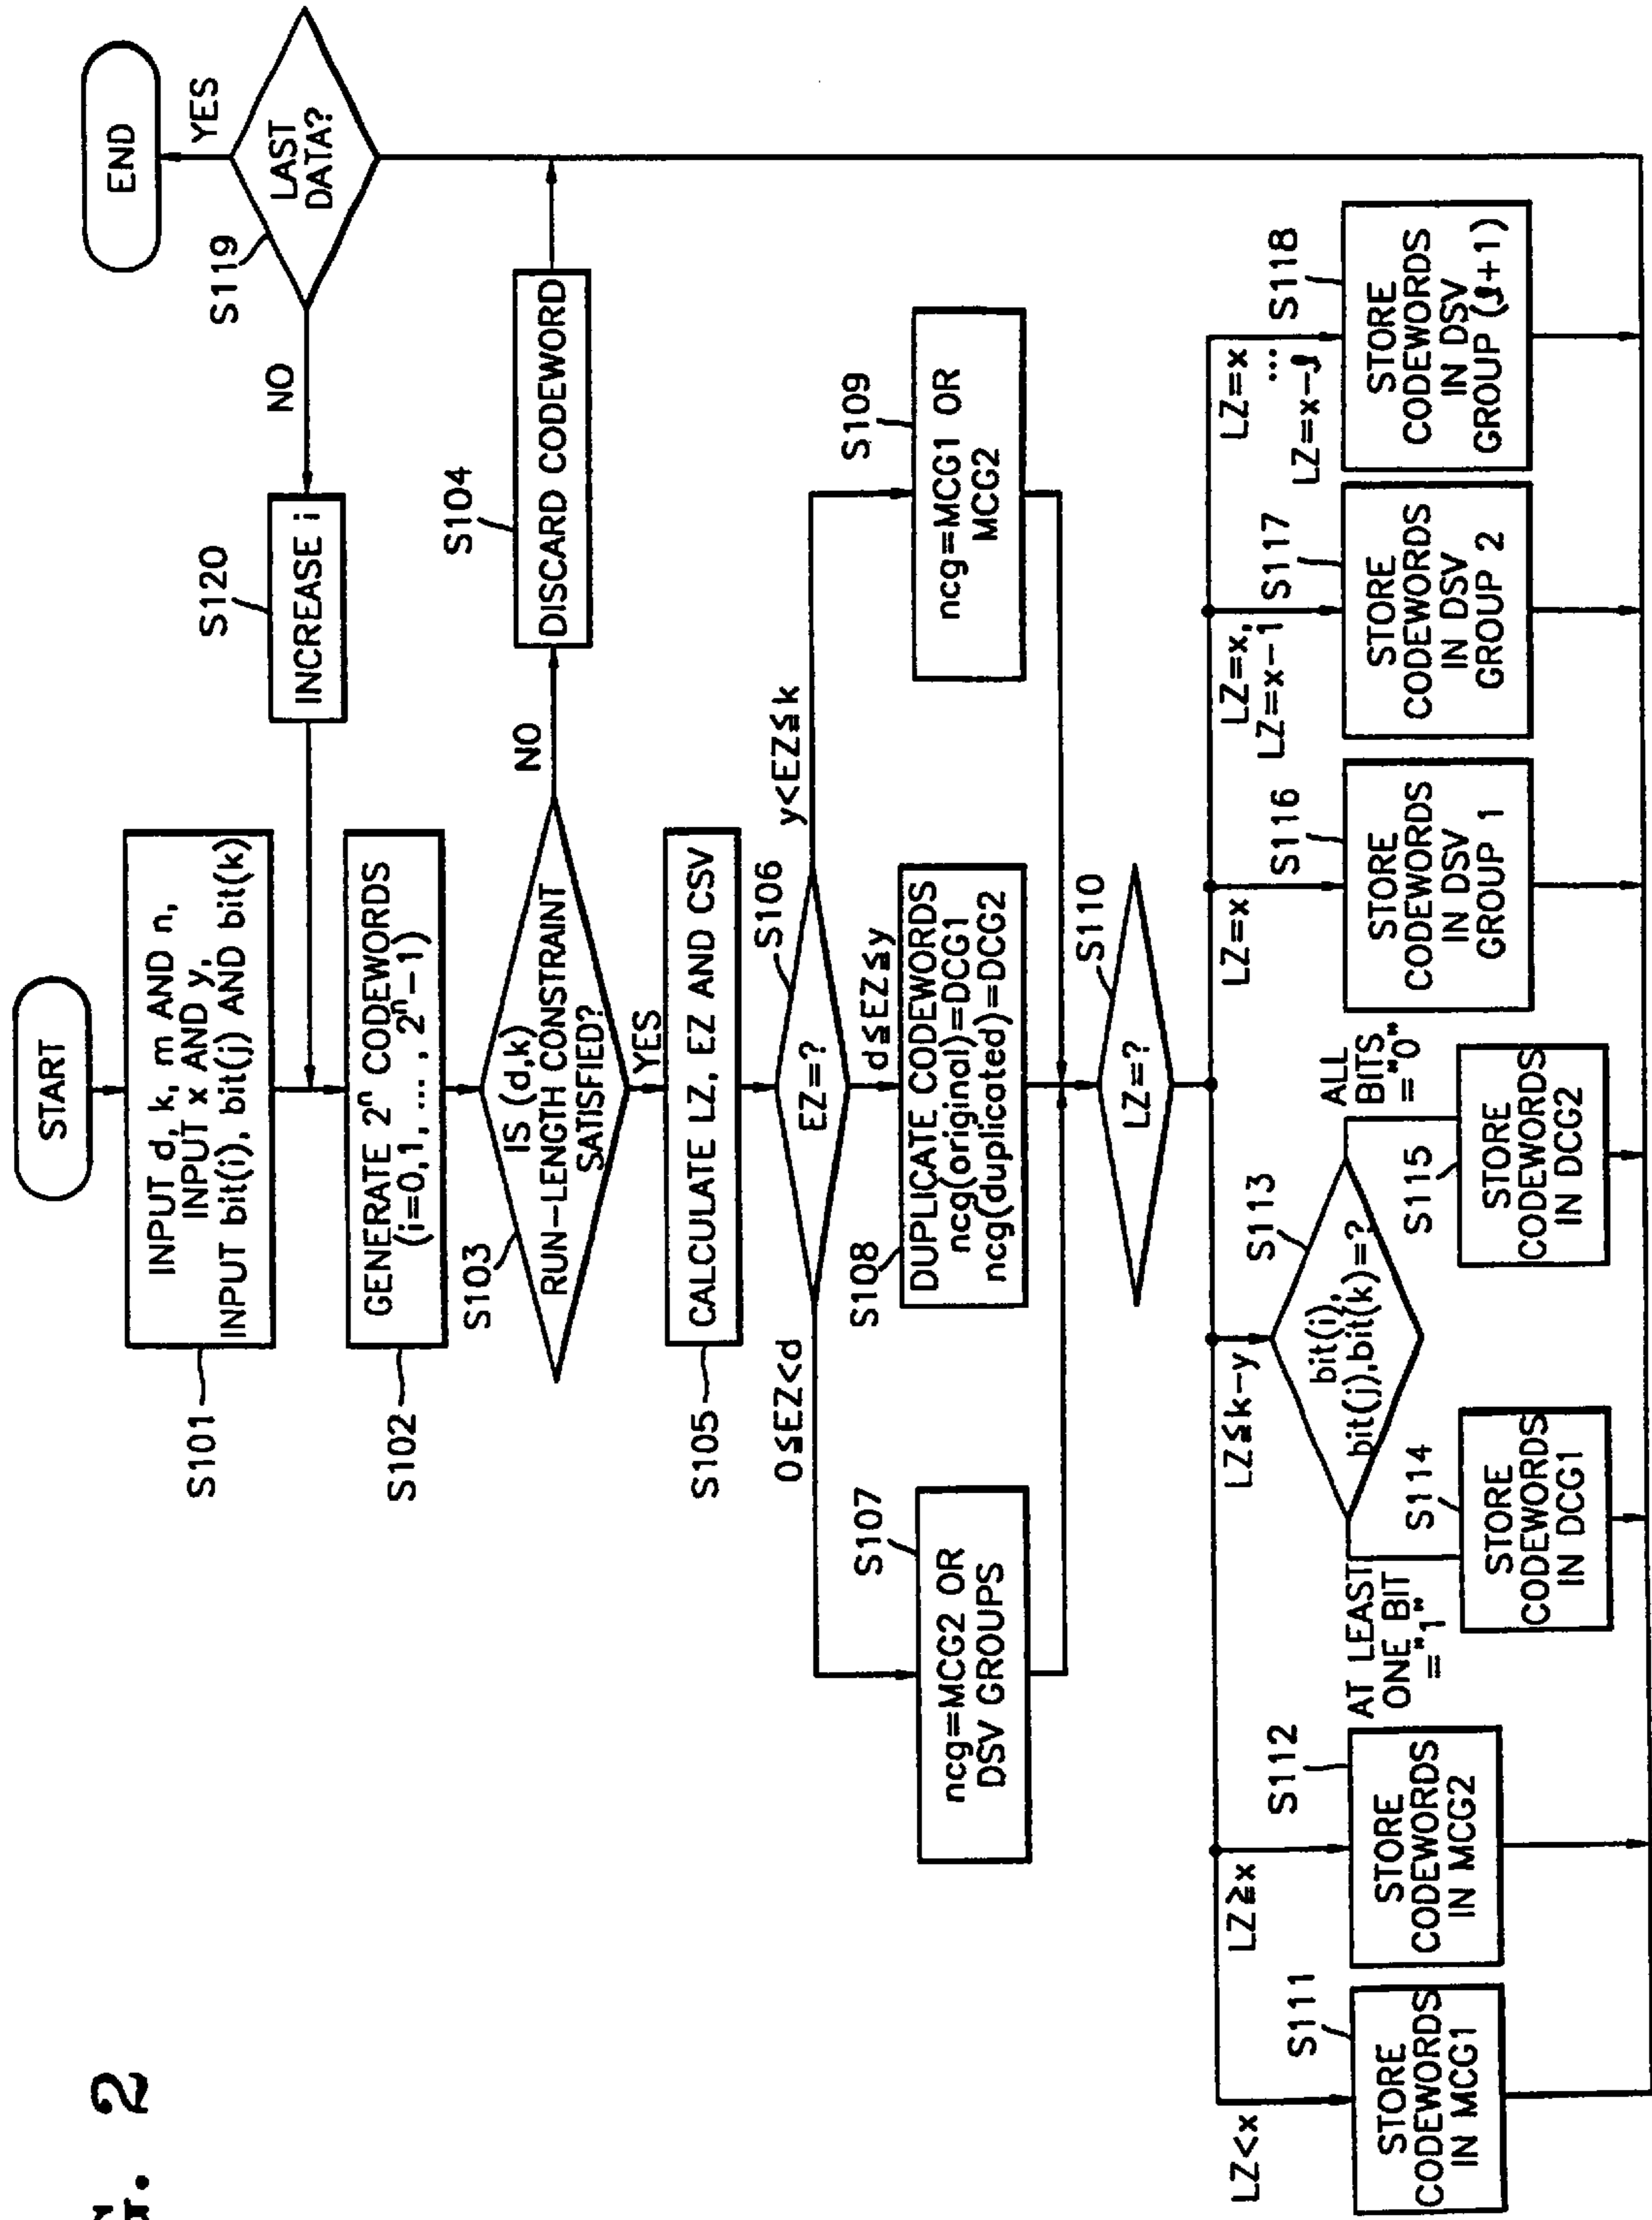 G. 2
START
INPUT d, k, m AND n,
INPUT x AND y,
INPUT bit(i), bit(j) AND bit(k)
S101
GENERATE 2ⁿ CODEWORDS
(i=0,1, ... , 2ⁿ-1)
S102
S103
IS (d,k)
RUN-LENGTH CONSTRAINT
SATISFIED?
NO
YES
S104
DISCARD CODEWORD
CALCULATE LZ, EZ AND CSV
S105
EZ=?
S106
0≦EZ<d
d≦EZ≦y
y<EZ≦k
S107
ncg=MCG2 OR
DSV GROUPS
S108
DUPLICATE CODEWORDS
ncg(original)=DCG1
ncg(duplicated)=DCG2
S109
ncg=MCG1 OR
MCG2
LZ=?
S110
LZ<x
S111
STORE
CODEWORDS
IN MCG1
LZ≧x
S112
STORE
CODEWORDS
IN MCG2
LZ≦k-y
S113
bit(i),
bit(j),bit(k)=?
AT LEAST
ONE BIT
="1"
S114
STORE
CODEWORDS
IN DCG1
ALL
BITS
="0"
S115
STORE
CODEWORDS
IN DCG2
LZ=x
S116
STORE
CODEWORDS
IN DSV
GROUP 1
LZ=x,
LZ=x-1
S117
STORE
CODEWORDS
IN DSV
GROUP 2
LZ=x
...
LZ=x-ℓ
S118
STORE
CODEWORDS
IN DSV
GROUP (ℓ+1)
S119
LAST
DATA?
YES
NO
END
S120
INCREASE i